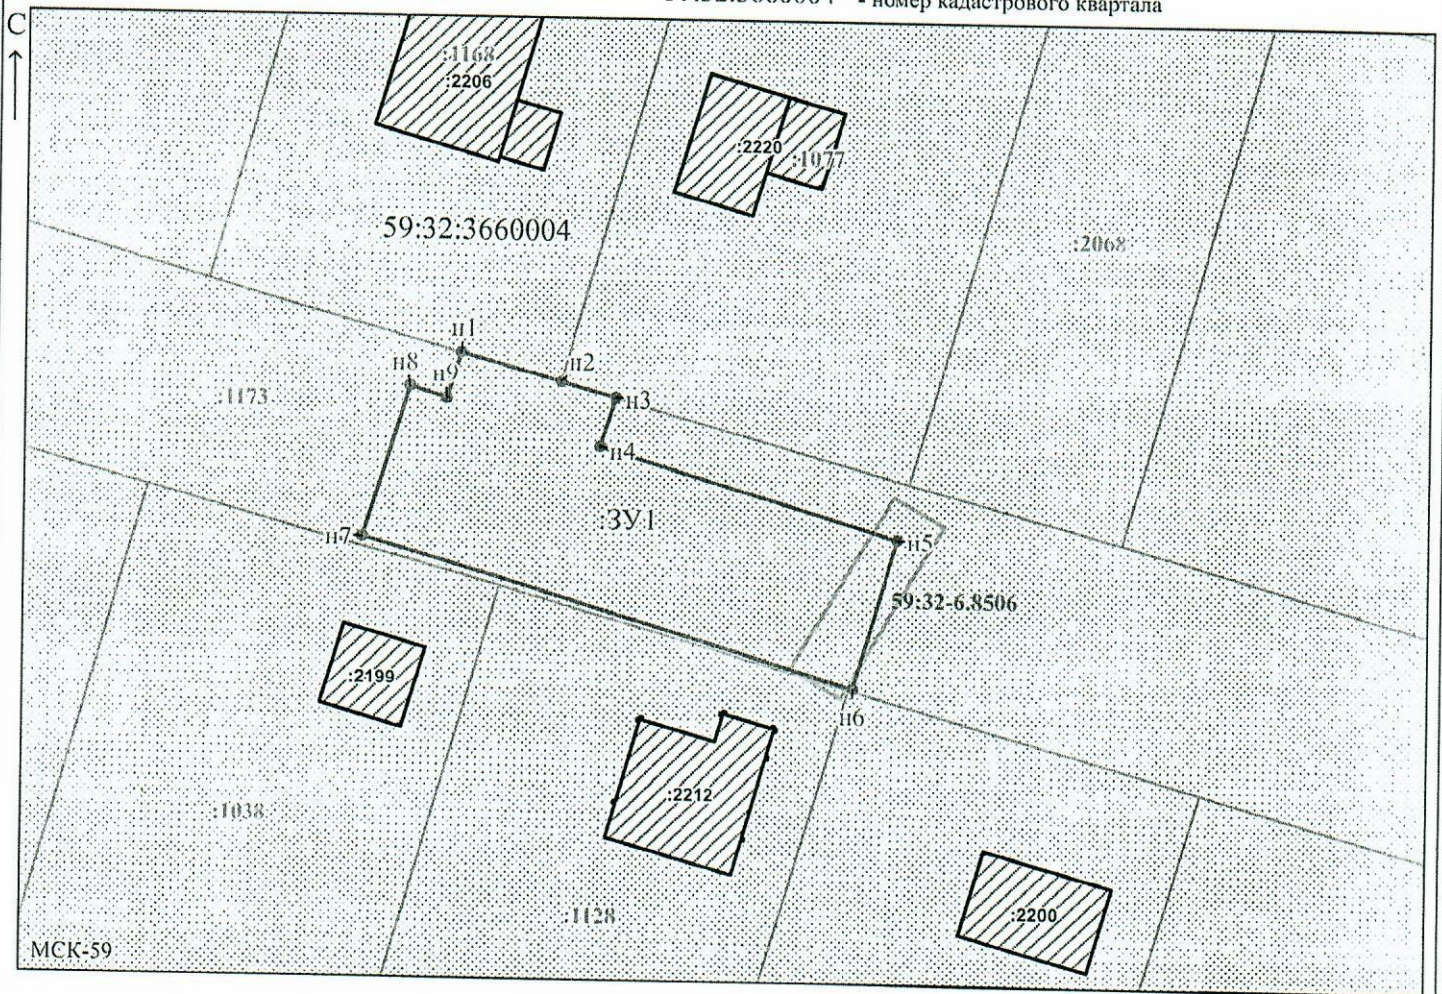 - номер кадастрового квартала
С
:1168
:2206
:2220
:1077
59:32:3660004
:2068
н1
н2
н8
н9
н3
:1173
н4
:ЗУ1
н7
н5
59:32-6.8506
:2199
н6
:2212
:1038
:1128
:2200
МСК-59